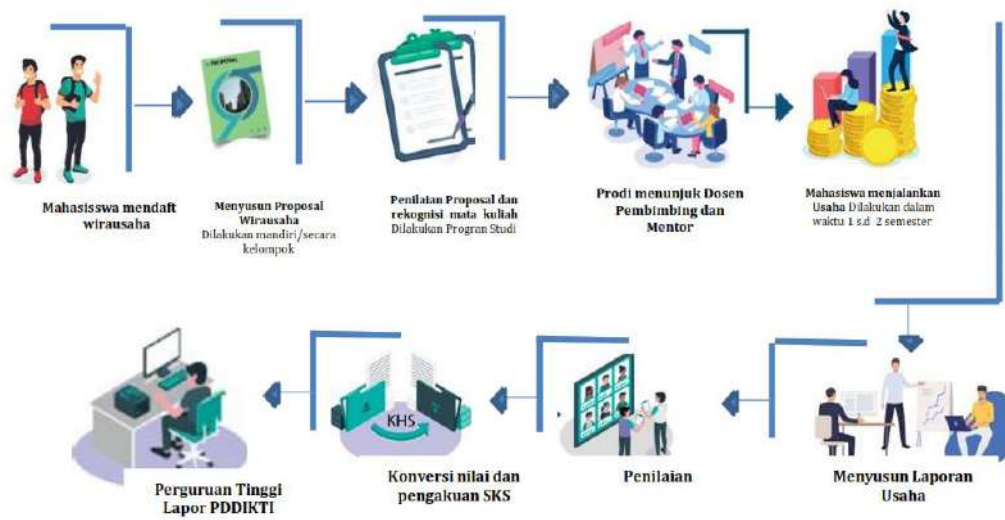 PROPOSAL
Mahasisswa mendaft
wirausaha
Menyusun Proposal
Wirausaha
Dilakukan mandiri/secara
kelompok
Penilaian Proposal dan
rekognisi mata kuliah
Dilakukan Progran Studi
Prodi menunjuk Dosen
Pembimbing dan
Mentor
Mahasiswa menjalankan
Usaha Dilakukan dalam
waktu 1 s.d 2 semester
Menyusun Laporan
Usaha
Penilaian
KHS
Konversi nilai dan
pengakuan SKS
Perguruan Tinggi
Lapor PDDIKTI